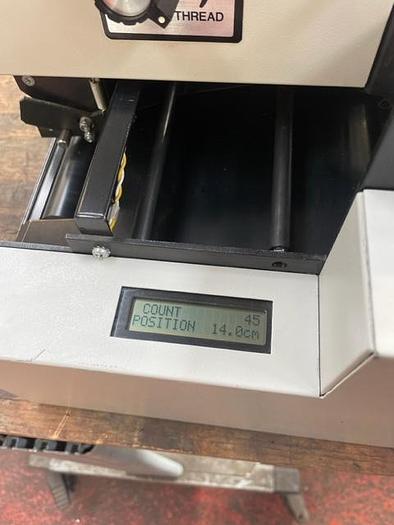 THREAD
COUNT 45
POSITION 14.0cm